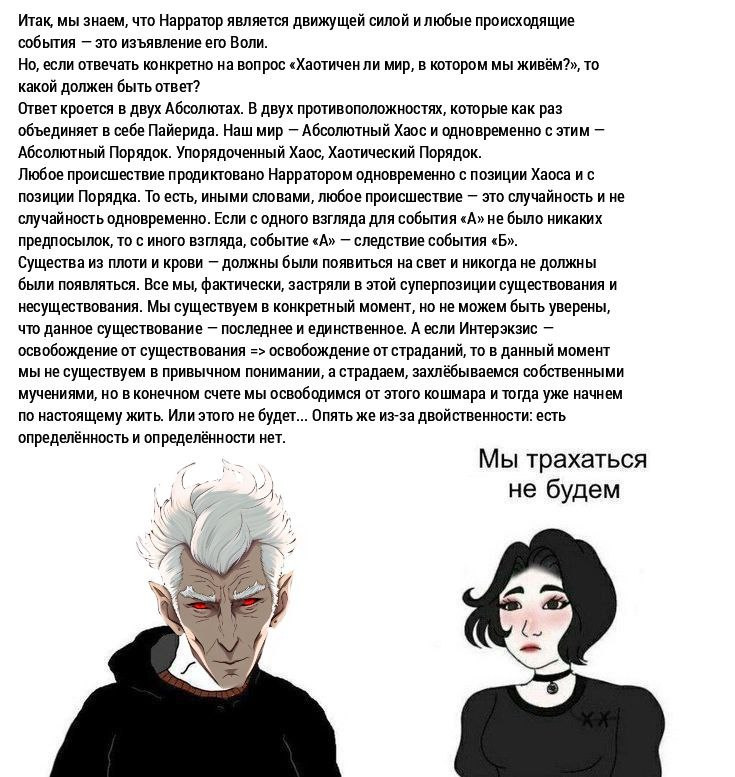 Итак, мы знаем, что Нарратор является движущей силой и любые происходящие
события — это изъявление его Воли.
Но, если отвечать конкретно на вопрос «Хаотичен ли мир, в котором мы живём?», то
какой должен быть ответ?
Ответ кроется в двух Абсолютах. В двух противоположностях, которые как раз
объединяет в себе Пайерида. Наш мир — Абсолютный Хаос и одновременно с этим —
Абсолютный Порядок. Упорядоченный Хаос, Хаотический Порядок.
Любое происшествие продиктовано Нарратором одновременно с позиции Хаоса и с
позиции Порядка. То есть, иными словами, любое происшествие — это случайность и не
случайность одновременно. Если с одного взгляда для события «А» не было никаких
предпосылок, то с иного взгляда, событие «А» — следствие события «Б».
Существа из плоти и крови — должны были появиться на свет и никогда не должны
были появляться. Все мы, фактически, застряли в этой суперпозиции существования и
несуществования. Мы существуем в конкретный момент, но не можем быть уверены,
что данное существование — последнее и единственное. А если Интерэкзис —
освобождение от существования => освобождение от страданий, то в данный момент
мы не существуем в привычном понимании, а страдаем, захлёбываемся собственными
мучениями, но в конечном счете мы освободимся от этого кошмара и тогда уже начнем
по настоящему жить. Или этого не будет... Опять же из-за двойственности: есть
определённость и определённости нет.
Мы трахаться
не будем